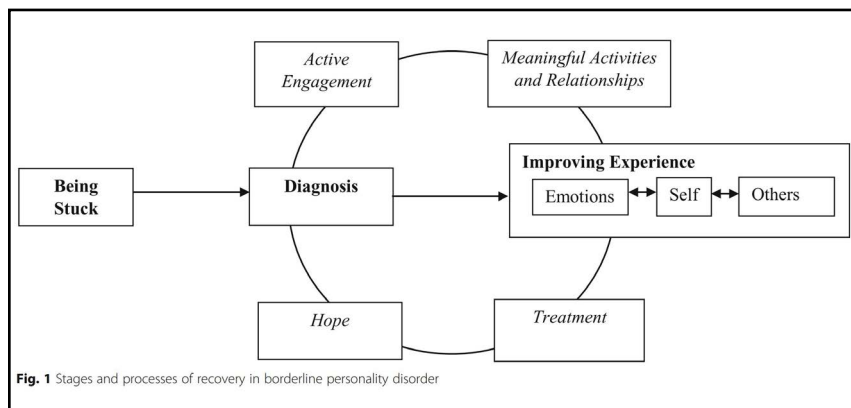 Active
Engagement
Meaningful Activities
and Relationships
Being
Stuck
Diagnosis
Improving Experience
Emotions
Self
Others
Hope
Treatment
Fig. 1 Stages and processes of recovery in borderline personality disorder